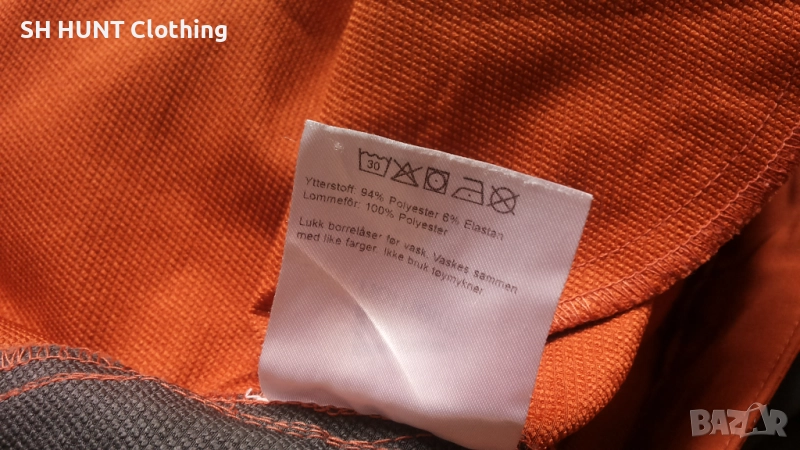 SH HUNT Clothing
30
Ytterstoff: 94% Polyester 6% Elastan
Lommefôr: 100% Polyester
Lukk borrelåser før vask. Vaskes sammen
med like farger. Ikke bruk tøymykner
BAZAR